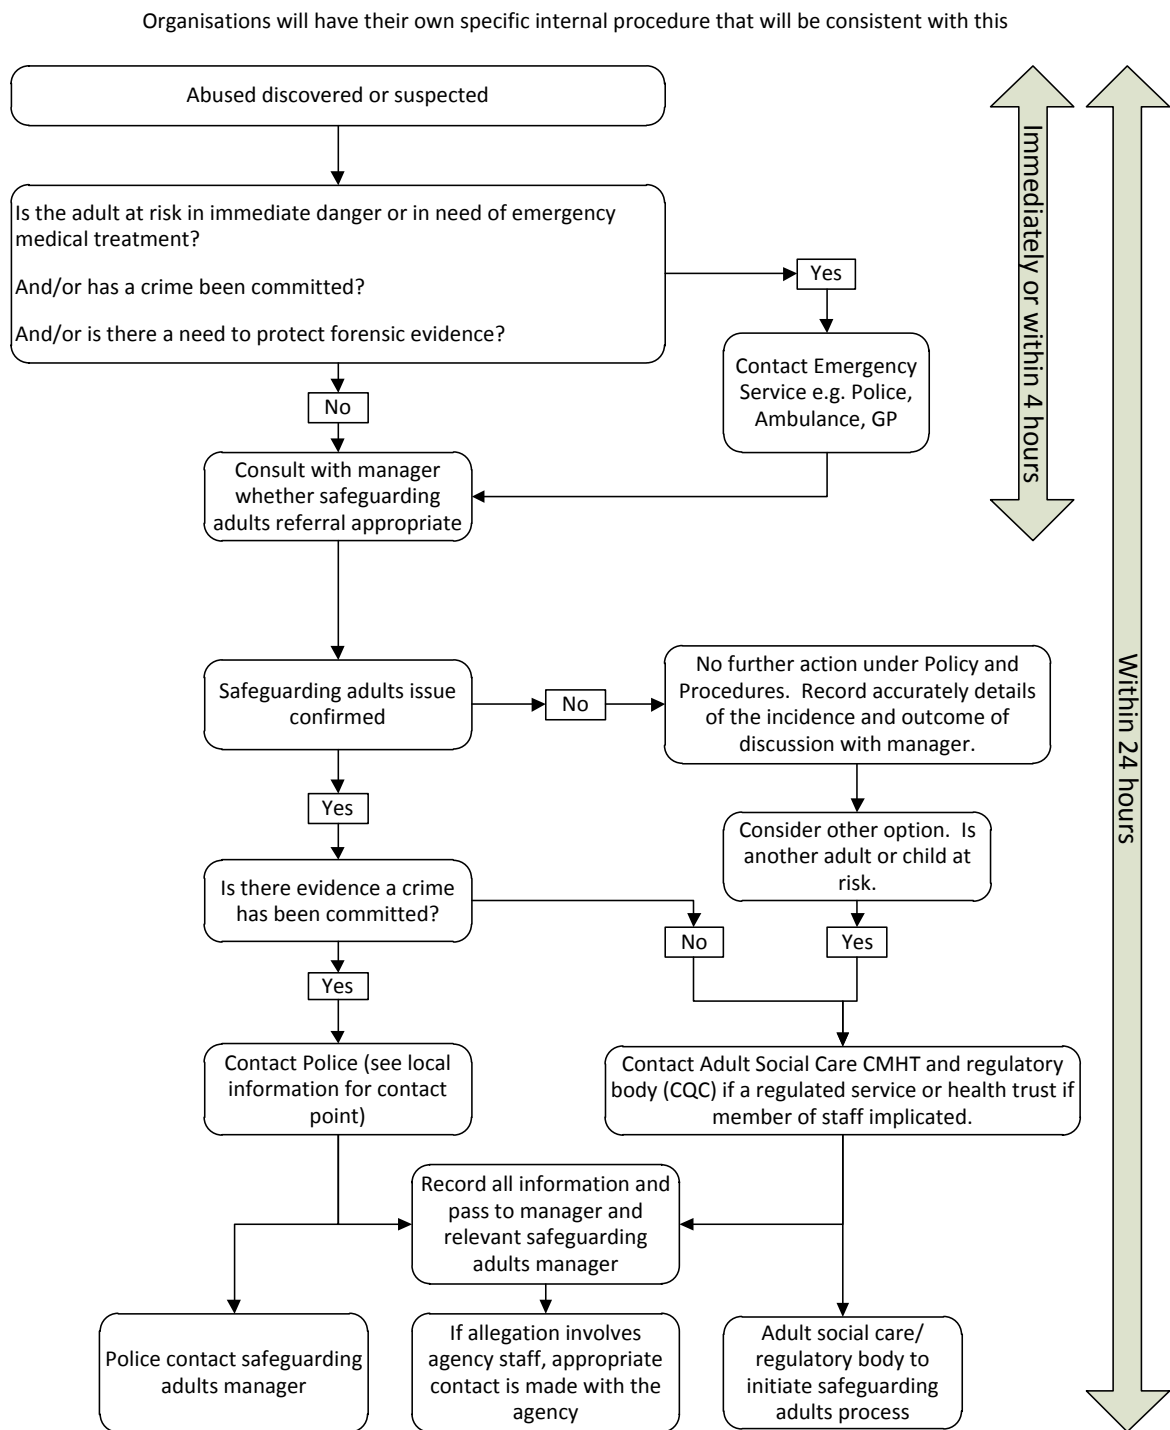 Organisations will have their own specific internal procedure that will be consistent with this
Abused discovered or suspected
Is the adult at risk in immediate danger or in need of emergency
medical treatment?
And/or has a crime been committed?
And/or is there a need to protect forensic evidence?
Yes
No
Contact Emergency
Service e.g. Police,
Ambulance, GP
Consult with manager
whether safeguarding
adults referral appropriate
Immediately or within 4 hours
Within 24 hours
Safeguarding adults issue
confirmed
No
No further action under Policy and
Procedures.  Record accurately details
of the incidence and outcome of
discussion with manager.
Yes
Consider other option.  Is
another adult or child at
risk.
Is there evidence a crime
has been committed?
No
Yes
Yes
Contact Police (see local
information for contact
point)
Contact Adult Social Care CMHT and regulatory
body (CQC) if a regulated service or health trust if
member of staff implicated.
Record all information and
pass to manager and
relevant safeguarding
adults manager
Police contact safeguarding
adults manager
If allegation involves
agency staff, appropriate
contact is made with the
agency
Adult social care/
regulatory body to
initiate safeguarding
adults process